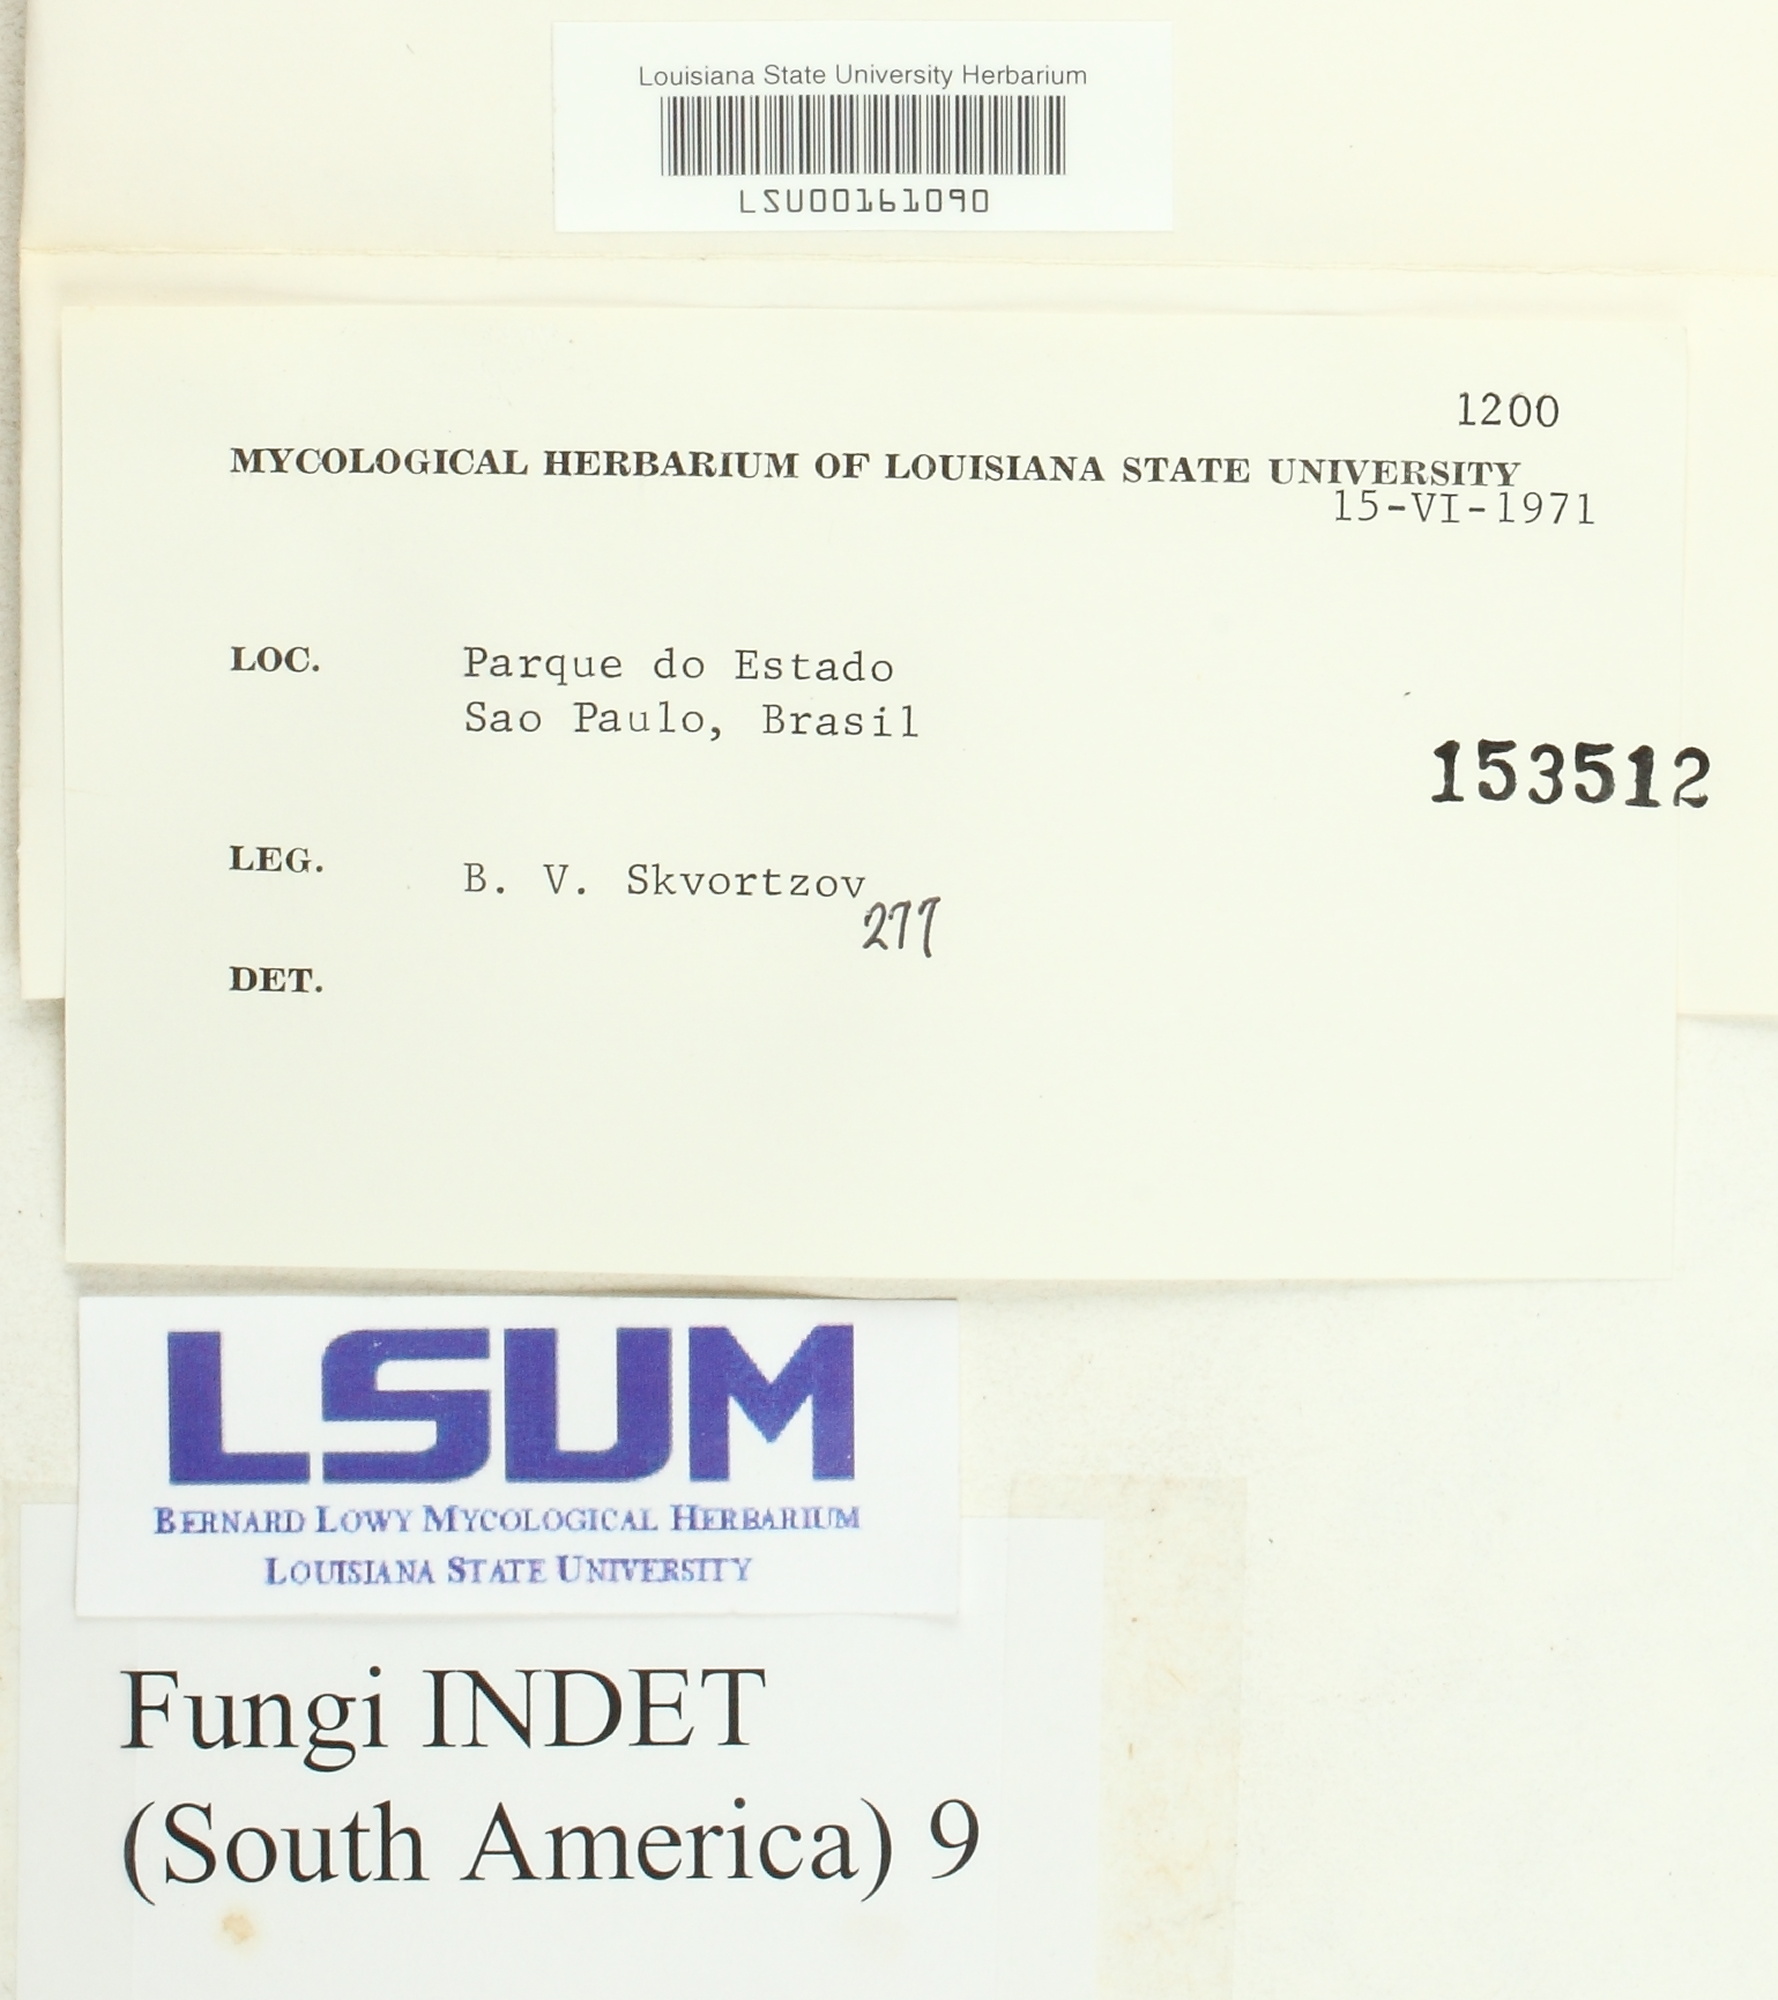 Louisiana State University Herbarium
LSU00161090
1200
MYCOLOGICAL HERBARIUM OF LOUISIANA STATE UNIVERSITY
15-VI-1971
LOC. Parque do Estado
Sao Paulo, Brasil
153512
LEG. B. V. Skvortzov
277
DET.
LSUM
BERNARD LOWY MYCOLOGICAL HERBARIUM
LOUISIANA STATE UNIVERSITY
Fungi INDET
(South America) 9